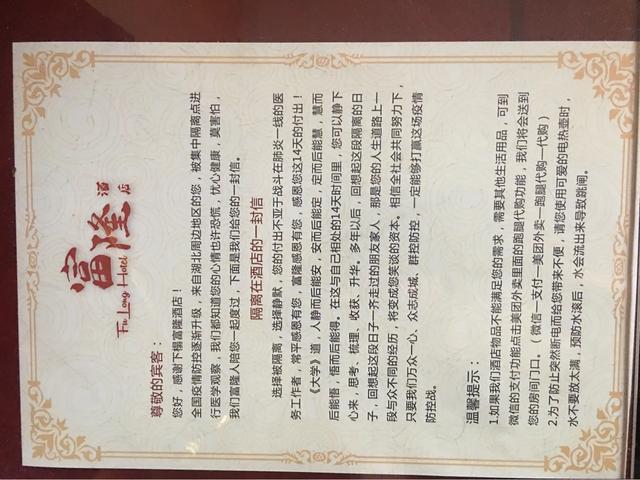 富隆酒店
Fu Long Hotel
尊敬的宾客：
您好，感谢下榻富隆酒店！
全国疫情防控逐渐升级，来自湖北周边地区的您，被集中隔离点进
行医学观察，我们都知道您的心情也许恐慌，忧心健康，莫害怕，
我们富隆人陪您一起度过，下面是我们给您的一封信。
隔离在酒店的一封信
选择被隔离，选择静默，您的付出不亚于战斗在肺炎一线的医
务工作者，常平感恩有您，富隆感恩有您，感恩您这14天的付出！
《大学》道，人静而后能安，安而后能定，定而后能慧，慧而
后能悟，悟而后能得。在这与自己相处的14天时间里，您可以静下
心来，思考、梳理、收获、升华。多年以后，回想起这段隔离的日
子，回想起这段日子一齐走过的朋友家人，那是您的人生道路上一
段与众不同的经历，将变成您笑谈的资本。相信全社会共同努力下，
只要我们万众一心、众志成城、群控防控，一定能够打赢这场疫情
防控战。
温馨提示：
1.如果我们酒店物品不能满足您的需求，需要其他生活用品，可到
微信的支付功能点击美团外卖里面的跑腿代购功能，我们将会送到
您的房间门口。（微信—支付—美团外卖—跑腿代购—代购）
2.为了防止突然断电而给您带来不便，请您使用可爱的电热壶时，
水不要放太满，预防水滚后，水会流出来导致跳闸。